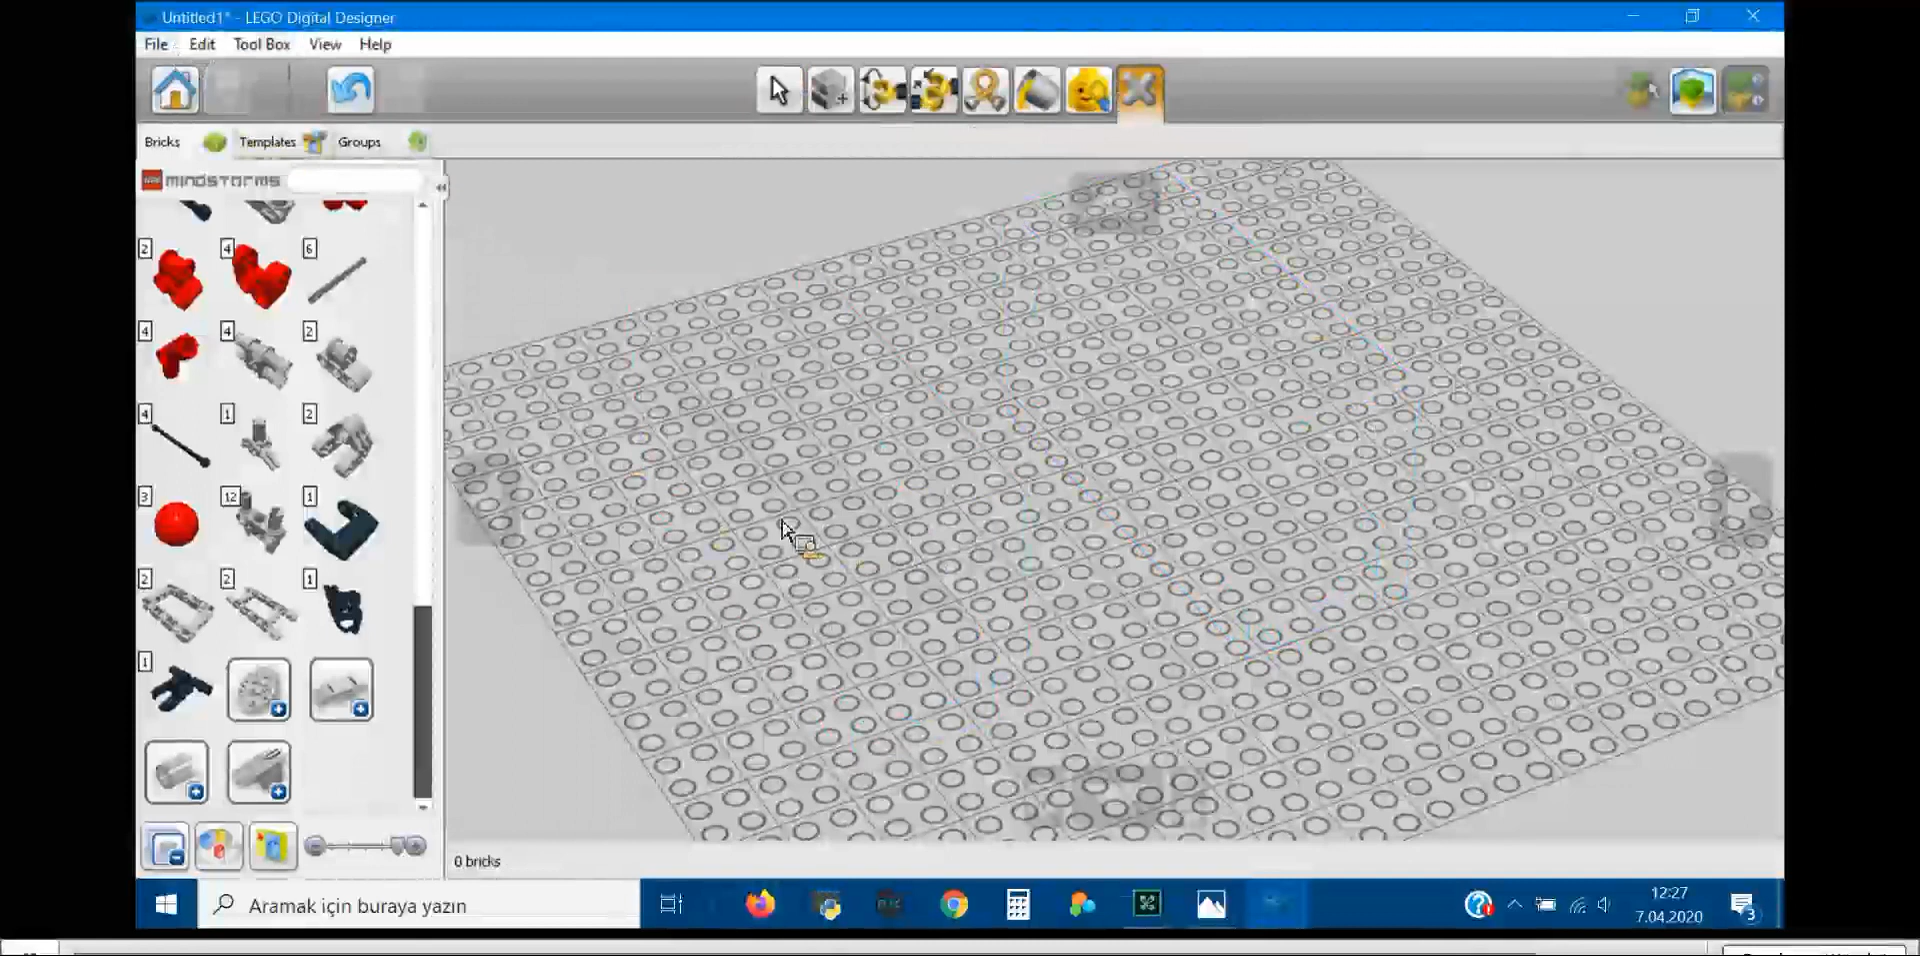 Untitled1* - LEGO Digital Designer
File Edit Tool Box View Help
Bricks Templates Groups
MINDSTORMS
2 4 6
4 4 2
4 1 2
3 12 1
2 2 1
1
0 bricks
Aramak için buraya yazın
12:27
7.04.2020
3